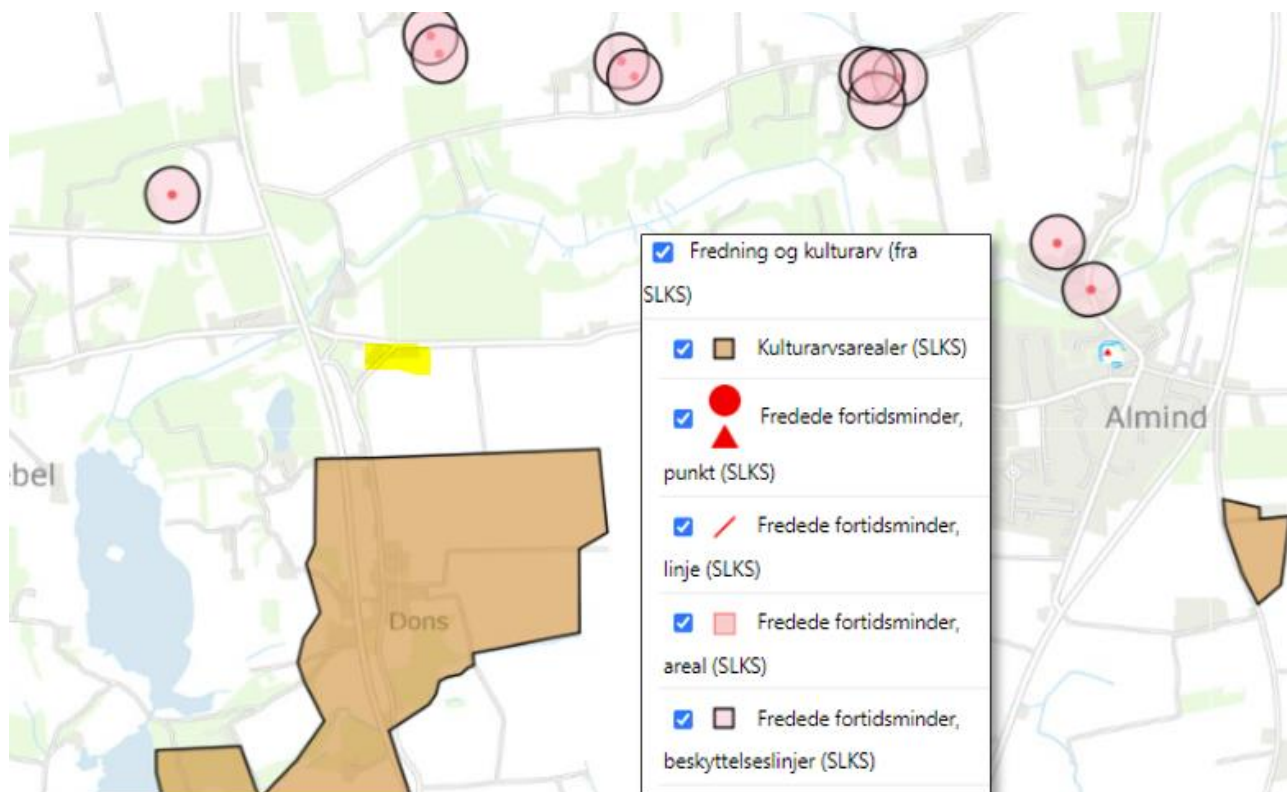 Fredning og kulturarv (fra
SLKS)
Kulturarvsarealer (SLKS)
Fredede fortidsminder,
punkt (SLKS)
Fredede fortidsminder,
linje (SLKS)
Fredede fortidsminder,
areal (SLKS)
Fredede fortidsminder,
beskyttelseslinjer (SLKS)
Almind
bel
Dons